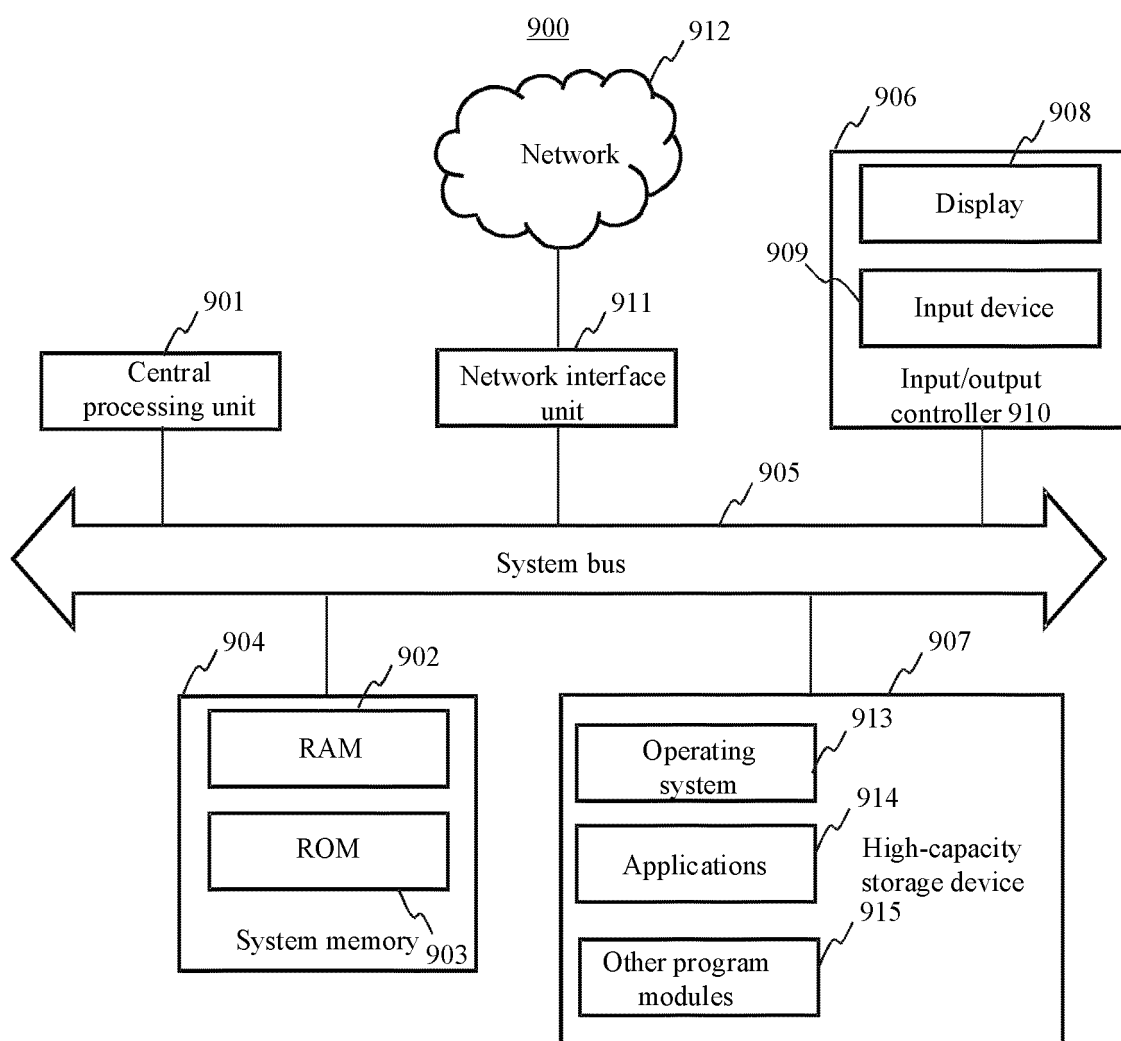 900
912
Network
906
908
Display
909
Input device
Input/output
controller 910
901
Central
processing unit
911
Network interface
unit
905
System bus
904
902
RAM
ROM
System memory
903
907
913
Operating
system
914
Applications
High-capacity
storage device
915
Other program
modules